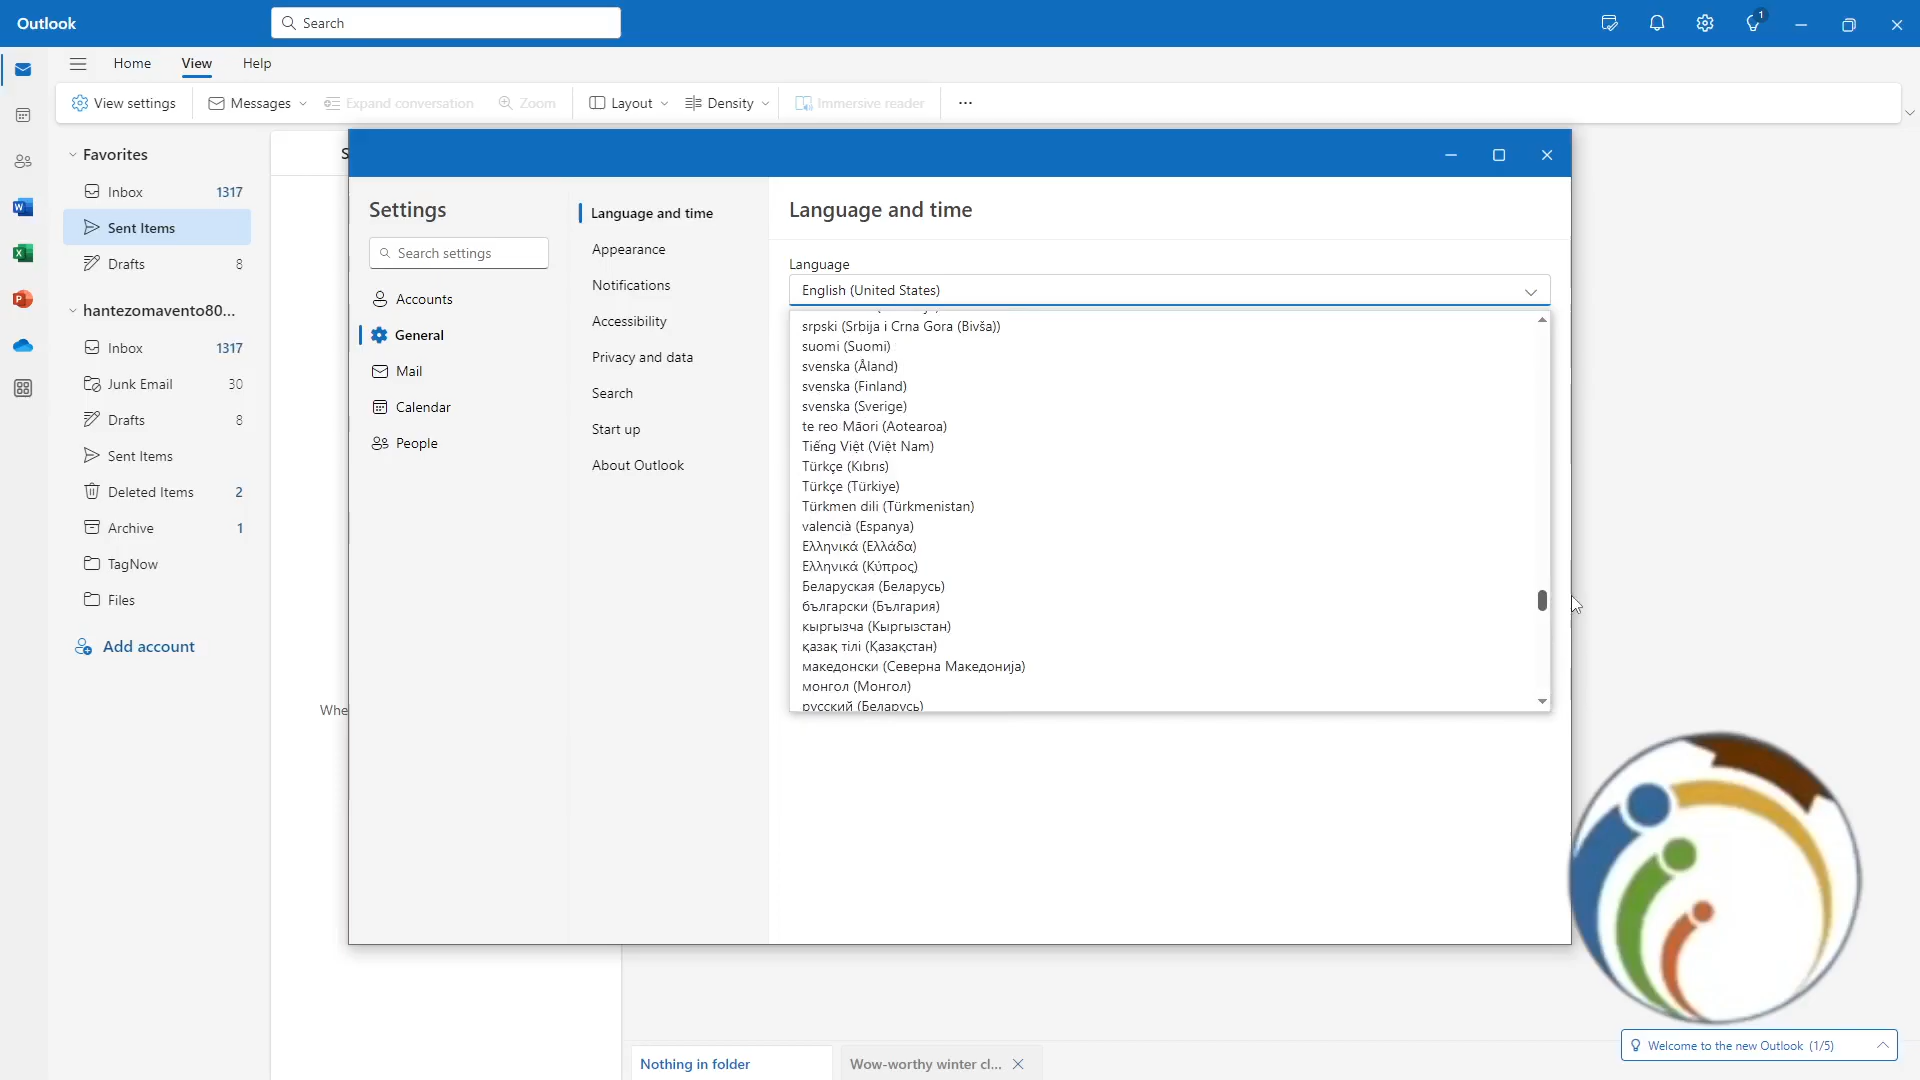 Outlook
Search
1
Home
View
Help
View settings
Messages
Expand conversation
Zoom
Layout
Density
Immersive reader
Favorites
Inbox 1317
Sent Items
Drafts 8
hantezomavento80...
Inbox 1317
Junk Email 30
Drafts 8
Sent Items
Deleted Items 2
Archive 1
TagNow
Files
Add account
S
Whe
Settings
Search settings
Accounts
General
Mail
Calendar
People
Language and time
Appearance
Notifications
Accessibility
Privacy and data
Search
Start up
About Outlook
Language and time
Language
English (United States)
srpski (Srbija i Crna Gora (Bivša))
suomi (Suomi)
svenska (Åland)
svenska (Finland)
svenska (Sverige)
te reo Māori (Aotearoa)
Tiếng Việt (Việt Nam)
Türkçe (Kıbrıs)
Türkçe (Türkiye)
Türkmen dili (Türkmenistan)
valencià (Espanya)
Ελληνικά (Ελλάδα)
Ελληνικά (Κύπρος)
Беларуская (Беларусь)
български (България)
кыргызча (Кыргызстан)
қазақ тілі (Қазақстан)
македонски (Северна Македонија)
монгол (Монгол)
русский (Беларусь)
Nothing in folder
Wow-worthy winter cl...
Welcome to the new Outlook (1/5)